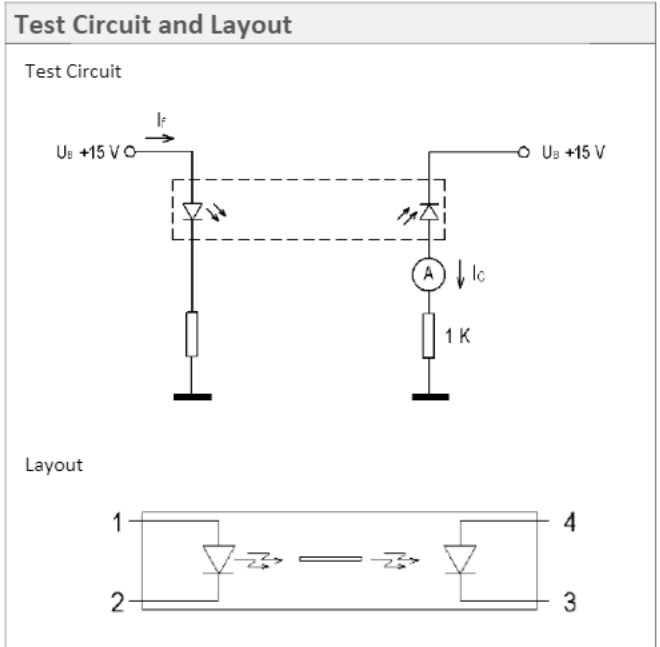 Test Circuit and Layout
Test Circuit
IF
UB +15 V
UB +15 V
A
IC
1 K
Layout
1
4
2
3